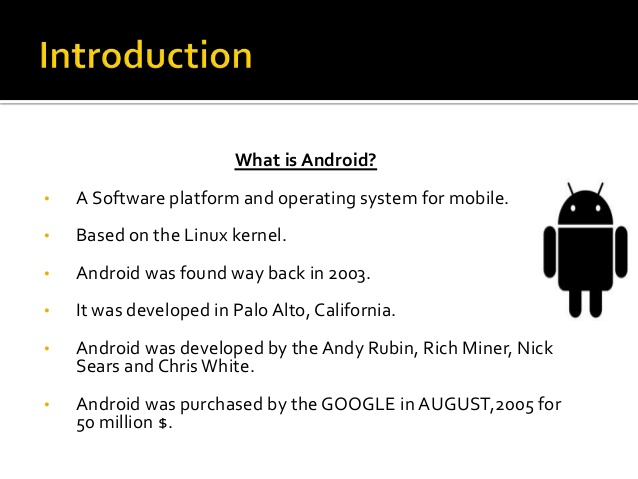 Introduction
What is Android?
• A Software platform and operating system for mobile.
• Based on the Linux kernel.
• Android was found way back in 2003.
• It was developed in Palo Alto, California.
• Android was developed by the Andy Rubin, Rich Miner, Nick
Sears and Chris White.
• Android was purchased by the GOOGLE in AUGUST,2005 for
50 million $.